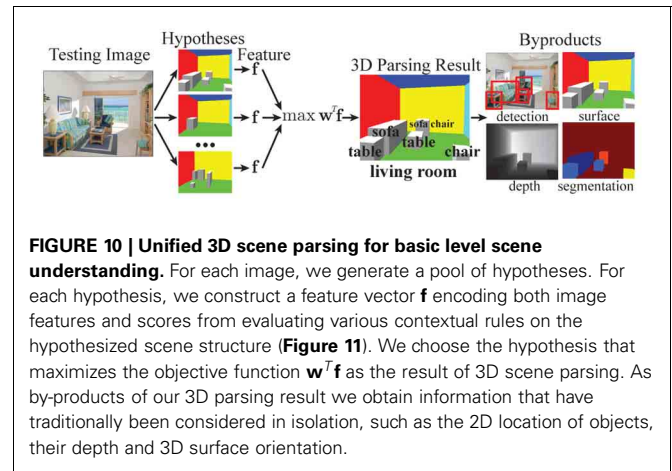 Testing Image
Hypotheses
Feature
f
f
f
max wᵀf
3D Parsing Result
sofa
sofa chair
table
table
chair
living room
Byproducts
detection
surface
depth
segmentation
FIGURE 10 | Unified 3D scene parsing for basic level scene
understanding. For each image, we generate a pool of hypotheses. For
each hypothesis, we construct a feature vector f encoding both image
features and scores from evaluating various contextual rules on the
hypothesized scene structure (Figure 11). We choose the hypothesis that
maximizes the objective function wᵀf as the result of 3D scene parsing. As
by-products of our 3D parsing result we obtain information that have
traditionally been considered in isolation, such as the 2D location of objects,
their depth and 3D surface orientation.